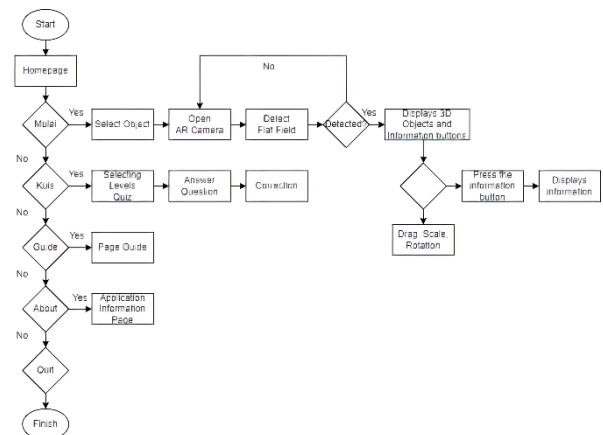 Start
Homepage
Mulai
Yes
Select Object
Open
AR Camera
Detect
Flat Field
Detected?
No
Yes
Displays 3D
Objects and
Information buttons
Press the
information
button
Displays
information
Drag, Scale,
Rotation
No
Kuis
Yes
Selecting
Levels
Quiz
Answer
Question
Correction
No
Guide
Yes
Page Guide
No
About
Yes
Application
Information
Page
No
Quit
Finish